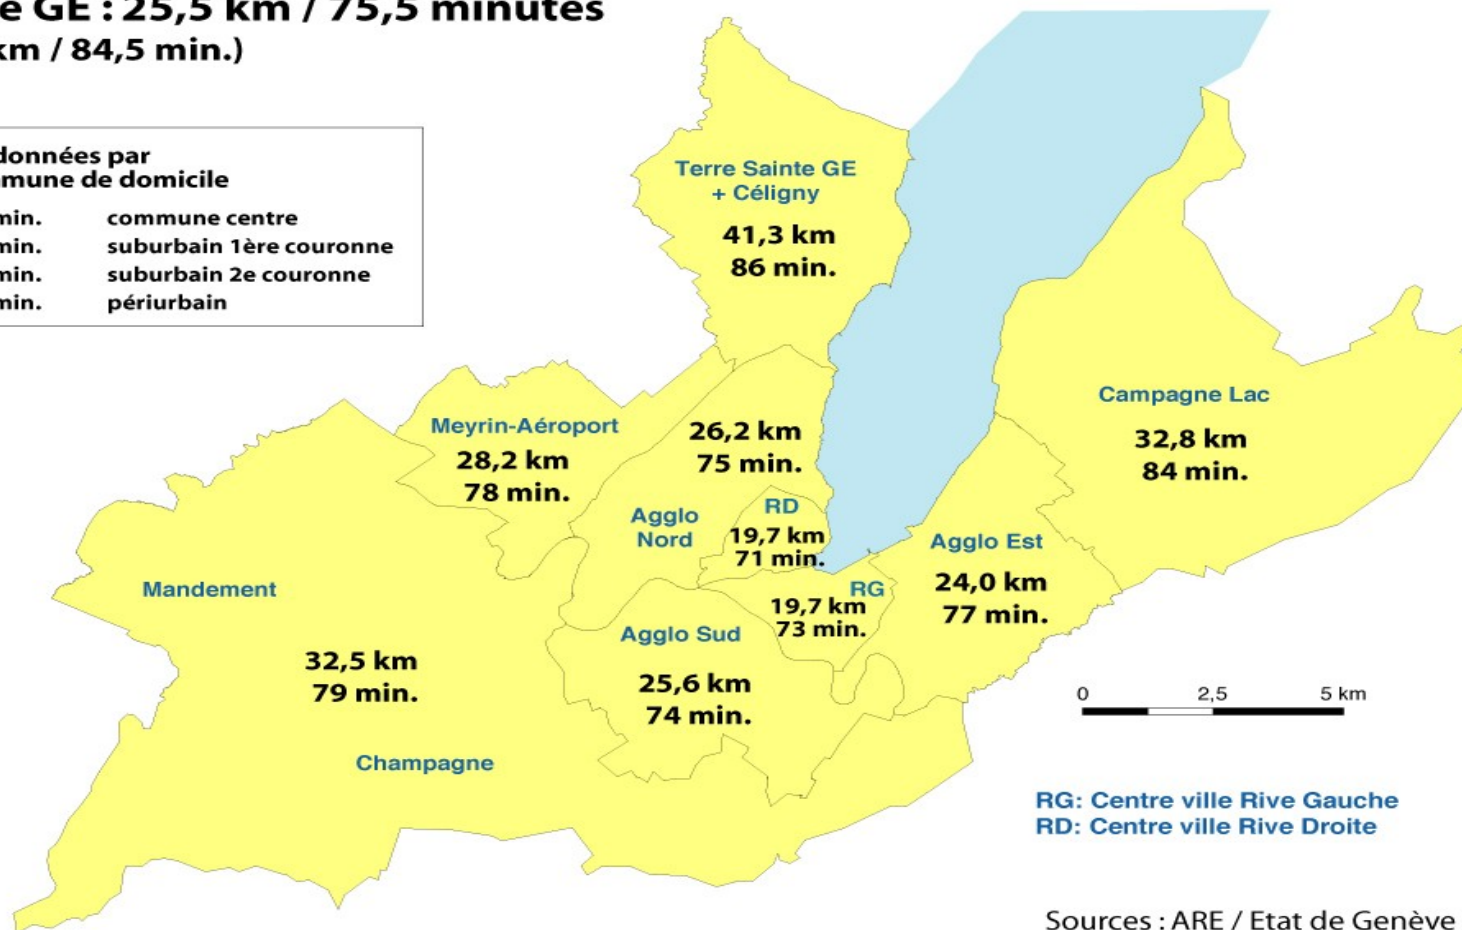 e GE : 25,5 km / 75,5 minutes
km / 84,5 min.)
données par
mune de domicile
min. commune centre
min. suburbain 1ère couronne
min. suburbain 2e couronne
min. périurbain
Terre Sainte GE
+ Céligny
41,3 km
86 min.
Campagne Lac
32,8 km
84 min.
Meyrin-Aéroport
28,2 km
78 min.
26,2 km
75 min.
Agglo
Nord
RD
19,7 km
71 min.
RG
19,7 km
73 min.
Agglo Est
24,0 km
77 min.
Mandement
32,5 km
79 min.
Champagne
Agglo Sud
25,6 km
74 min.
0 2,5 5 km
RG: Centre ville Rive Gauche
RD: Centre ville Rive Droite
Sources : ARE / Etat de Genève